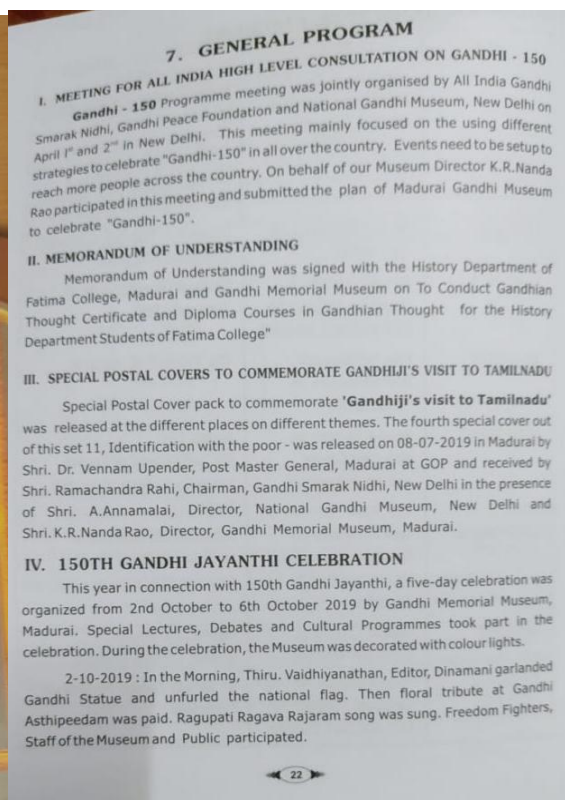 7. GENERAL PROGRAM
I. MEETING FOR ALL INDIA HIGH LEVEL CONSULTATION ON GANDHI - 150
Gandhi - 150 Programme meeting was jointly organised by All India Gandhi
Smarak Nidhi, Gandhi Peace Foundation and National Gandhi Museum, New Delhi on
April 1st and 2nd in New Delhi. This meeting mainly focused on the using different
strategies to celebrate "Gandhi-150" in all over the country. Events need to be setup to
reach more people across the country. On behalf of our Museum Director K.R.Nanda
Rao participated in this meeting and submitted the plan of Madurai Gandhi Museum
to celebrate "Gandhi-150".
II. MEMORANDUM OF UNDERSTANDING
Memorandum of Understanding was signed with the History Department of
Fatima College, Madurai and Gandhi Memorial Museum on To Conduct Gandhian
Thought Certificate and Diploma Courses in Gandhian Thought for the History
Department Students of Fatima College"
III. SPECIAL POSTAL COVERS TO COMMEMORATE GANDHIJI'S VISIT TO TAMILNADU
Special Postal Cover pack to commemorate 'Gandhiji's visit to Tamilnadu'
was released at the different places on different themes. The fourth special cover out
of this set 11, Identification with the poor - was released on 08-07-2019 in Madurai by
Shri. Dr. Vennam Upender, Post Master General, Madurai at GOP and received by
Shri. Ramachandra Rahi, Chairman, Gandhi Smarak Nidhi, New Delhi in the presence
of Shri. A.Annamalai, Director, National Gandhi Museum, New Delhi and
Shri. K.R.Nanda Rao, Director, Gandhi Memorial Museum, Madurai.
IV. 150TH GANDHI JAYANTHI CELEBRATION
This year in connection with 150th Gandhi Jayanthi, a five-day celebration was
organized from 2nd October to 6th October 2019 by Gandhi Memorial Museum,
Madurai. Special Lectures, Debates and Cultural Programmes took part in the
celebration. During the celebration, the Museum was decorated with colour lights.
2-10-2019 : In the Morning, Thiru. Vaidhiyanathan, Editor, Dinamani garlanded
Gandhi Statue and unfurled the national flag. Then floral tribute at Gandhi
Asthipeedam was paid. Ragupati Ragava Rajaram song was sung. Freedom Fighters,
Staff of the Museum and Public participated.
22